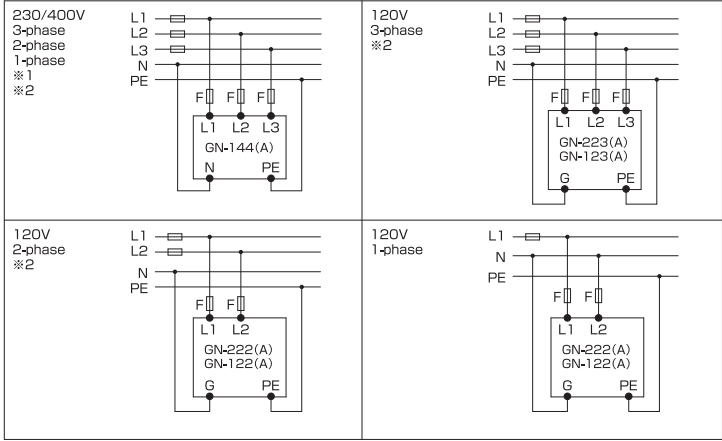 230/400V
3-phase
2-phase
1-phase
※1
※2
L1
L2
L3
N
PE
F F F
L1 L2 L3
GN-144(A)
N PE
120V
3-phase
※2
L1
L2
L3
N
PE
F F F
L1 L2 L3
GN-223(A)
GN-123(A)
G PE
120V
2-phase
※2
L1
L2
N
PE
F F
L1 L2
GN-222(A)
GN-122(A)
G PE
120V
1-phase
L1
N
PE
F F
L1 L2
GN-222(A)
GN-122(A)
G PE